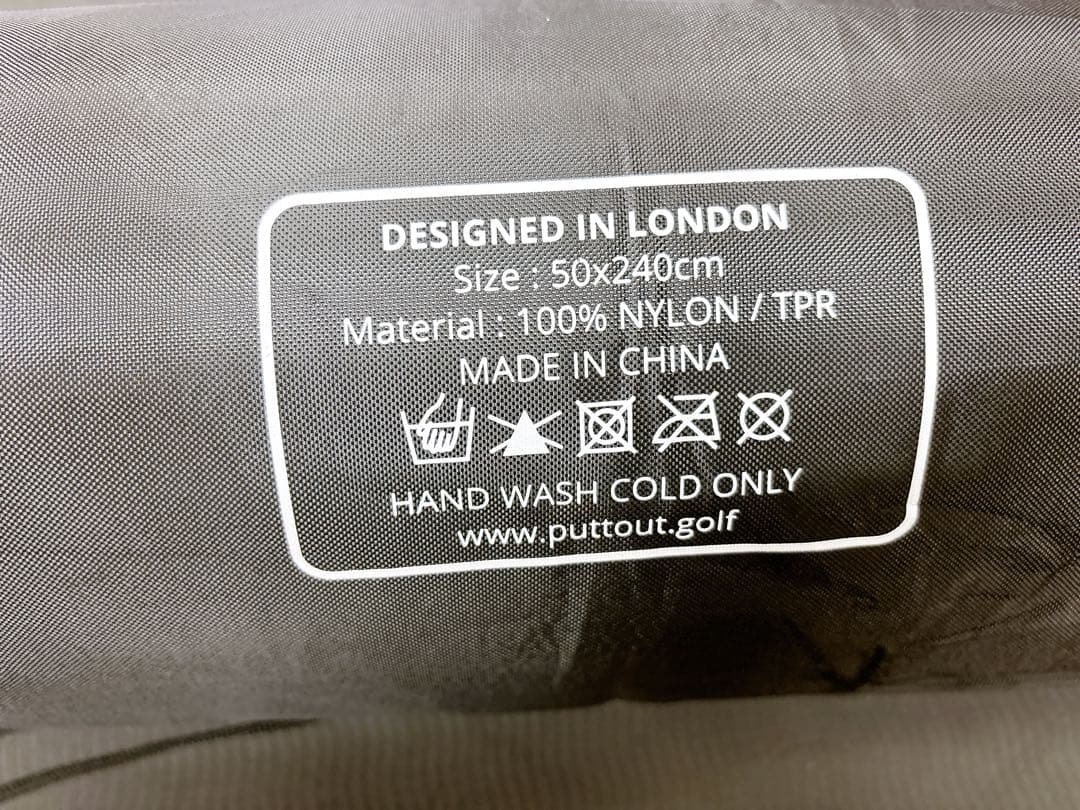 DESIGNED IN LONDON
Size : 50x240cm
Material : 100% NYLON / TPR
MADE IN CHINA
HAND WASH COLD ONLY
www.puttout.golf